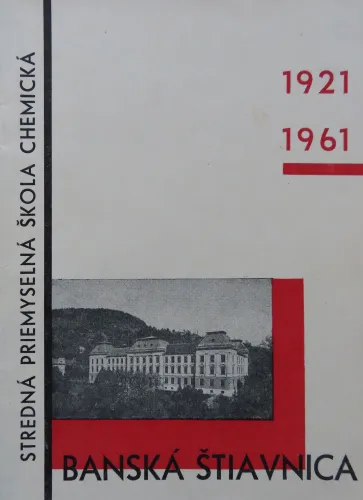 STREDNÁ PRIEMYSELNÁ ŠKOLA CHEMICKÁ
1921
1961
BANSKÁ ŠTIAVNICA